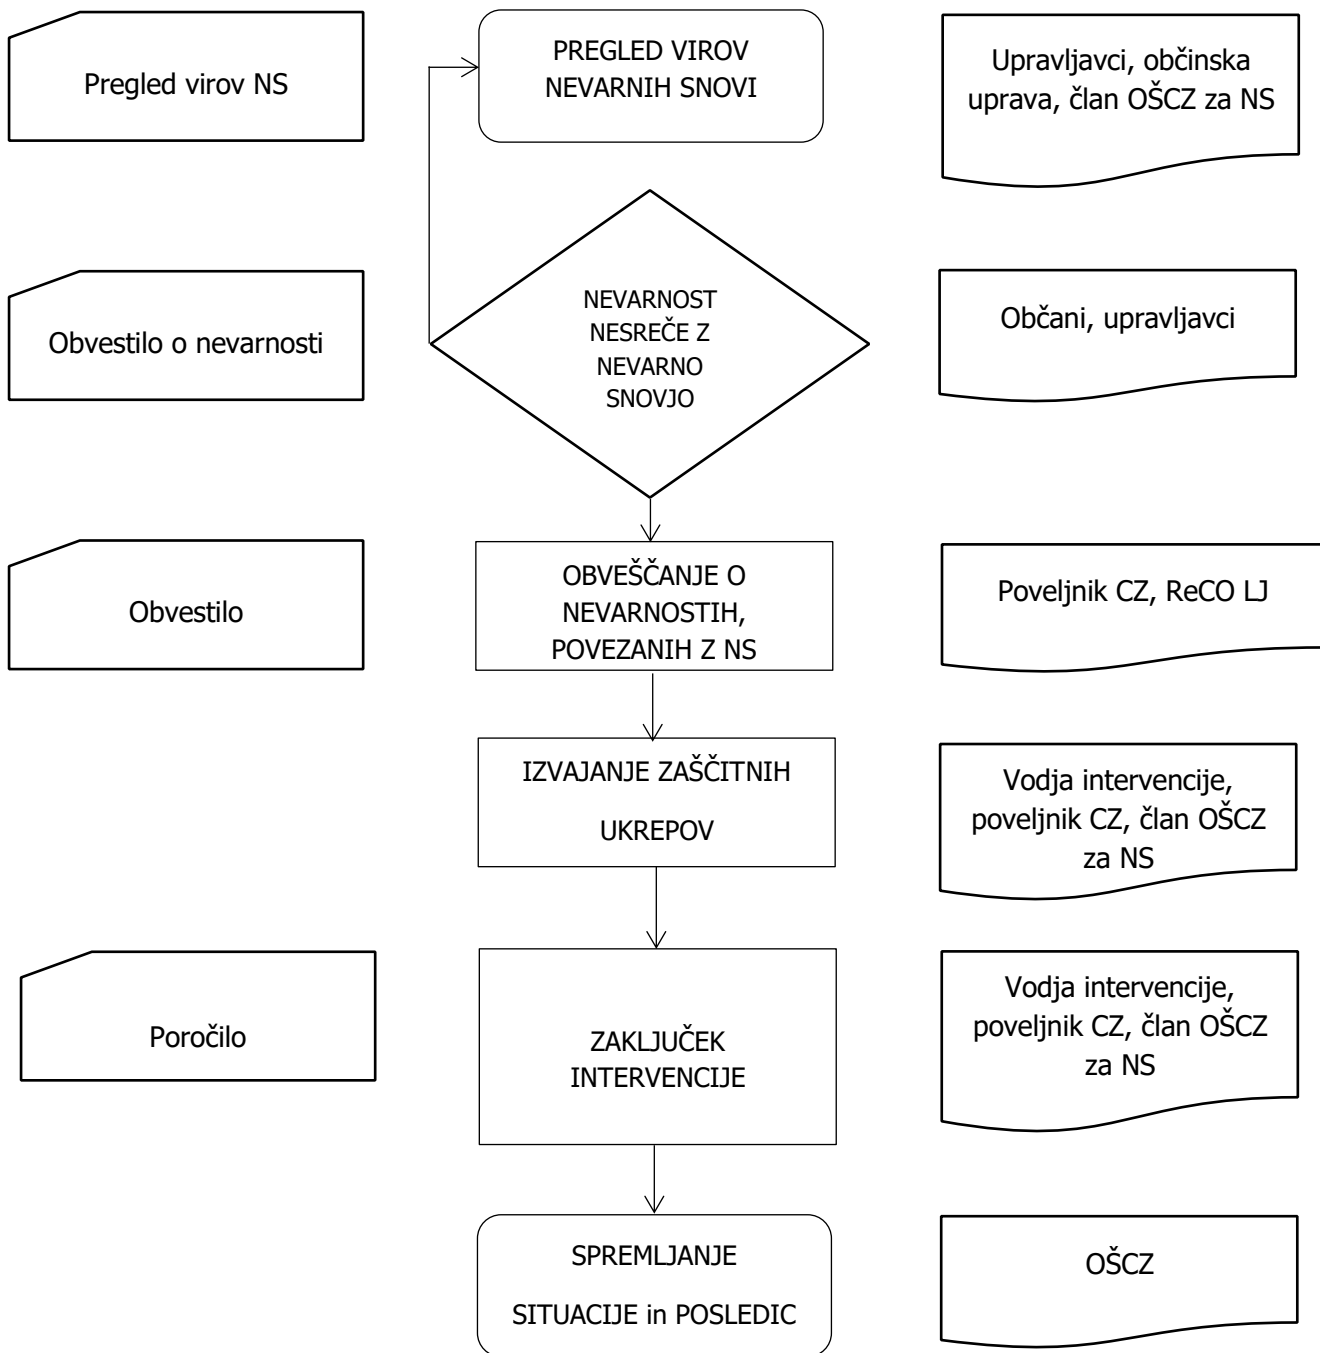 Pregled virov NS
PREGLED VIROV
NEVARNIH SNOVI
Upravljavci, občinska
uprava, član OŠCZ za NS
Obvestilo o nevarnosti
NEVARNOST
NESREČE Z
NEVARNO
SNOVJO
Občani, upravljavci
Obvestilo
OBVEŠČANJE O
NEVARNOSTIH,
POVEZANIH Z NS
Poveljnik CZ, ReCO LJ
IZVAJANJE ZAŠČITNIH
UKREPOV
Vodja intervencije,
poveljnik CZ, član OŠCZ
za NS
Poročilo
ZAKLJUČEK
INTERVENCIJE
Vodja intervencije,
poveljnik CZ, član OŠCZ
za NS
SPREMLJANJE
SITUACIJE in POSLEDIC
OŠCZ